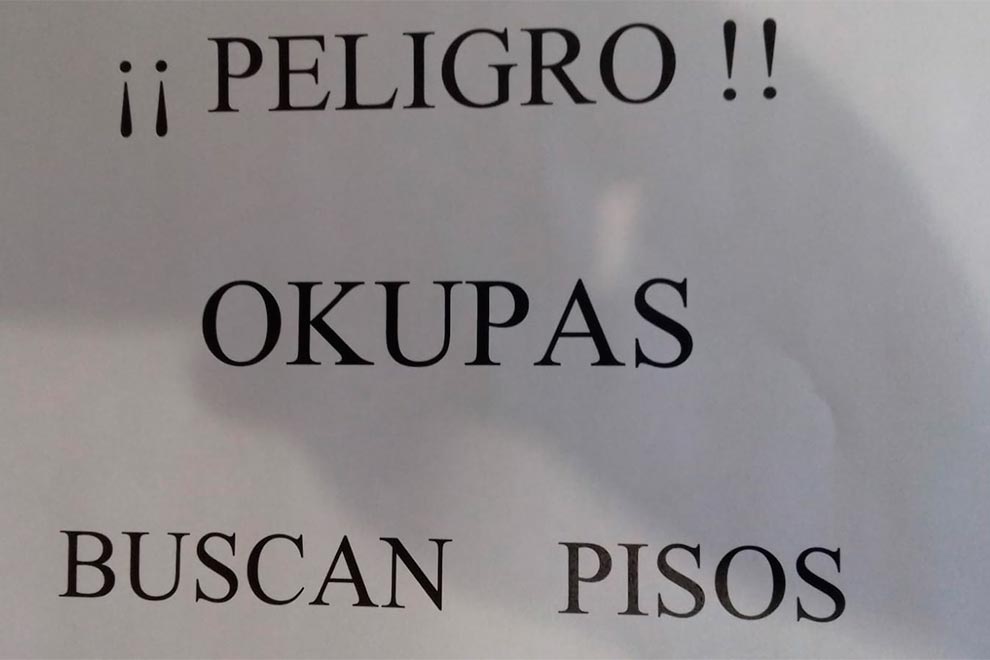 ¡¡ PELIGRO !!
OKUPAS
BUSCAN PISOS